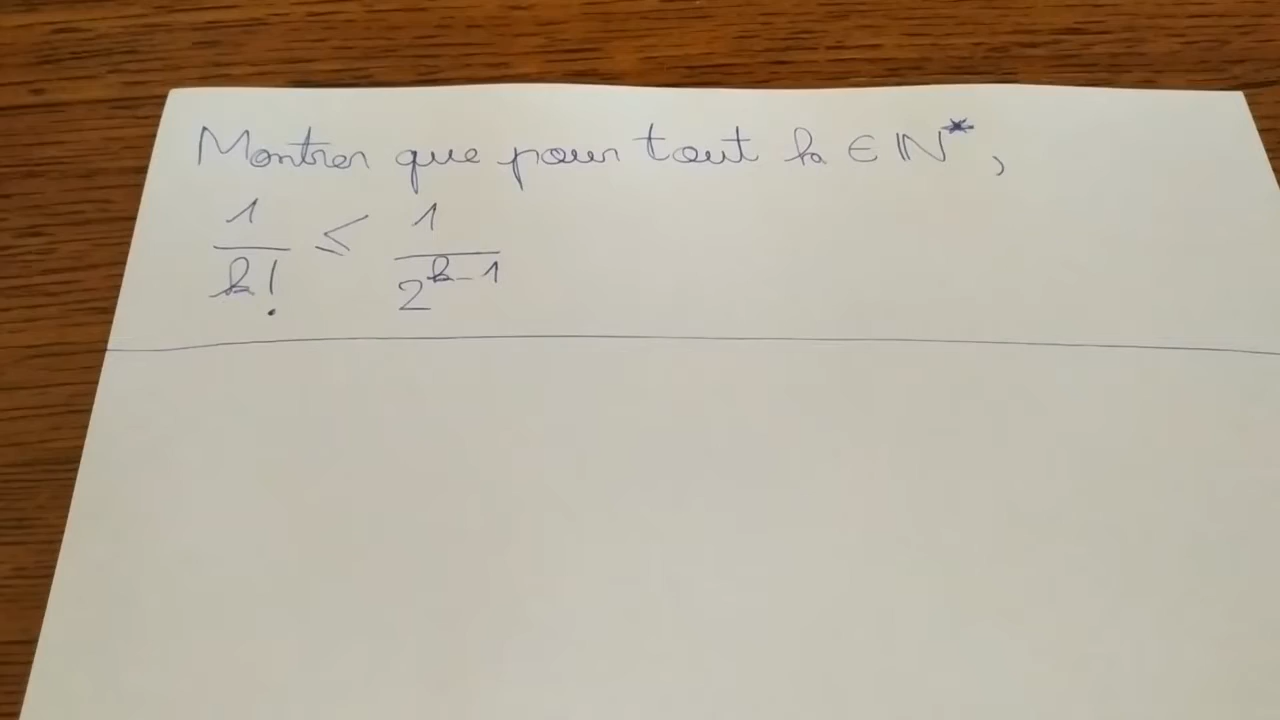 Montrer que pour tout k ∈ ℕ*,
1/k! ≤ 1/2^(k-1)